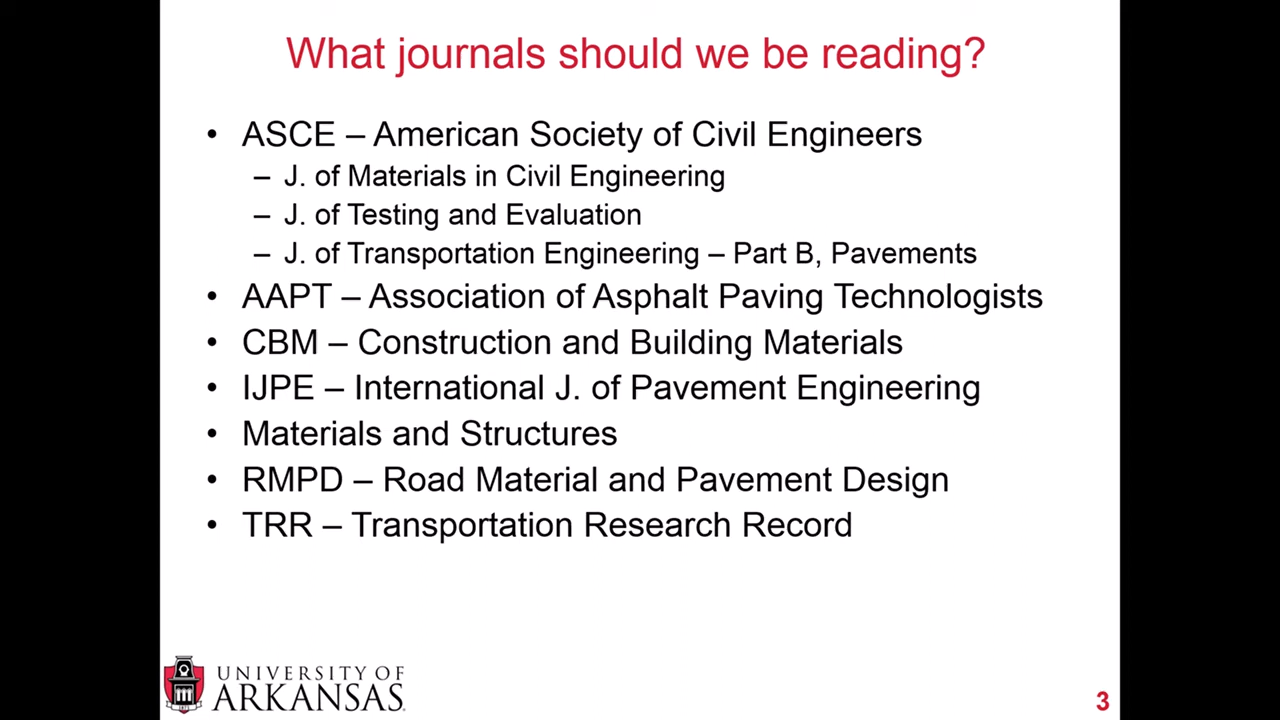 What journals should we be reading?
• ASCE – American Society of Civil Engineers
– J. of Materials in Civil Engineering
– J. of Testing and Evaluation
– J. of Transportation Engineering – Part B, Pavements
• AAPT – Association of Asphalt Paving Technologists
• CBM – Construction and Building Materials
• IJPE – International J. of Pavement Engineering
• Materials and Structures
• RMPD – Road Material and Pavement Design
• TRR – Transportation Research Record
UNIVERSITY OF
ARKANSAS
3